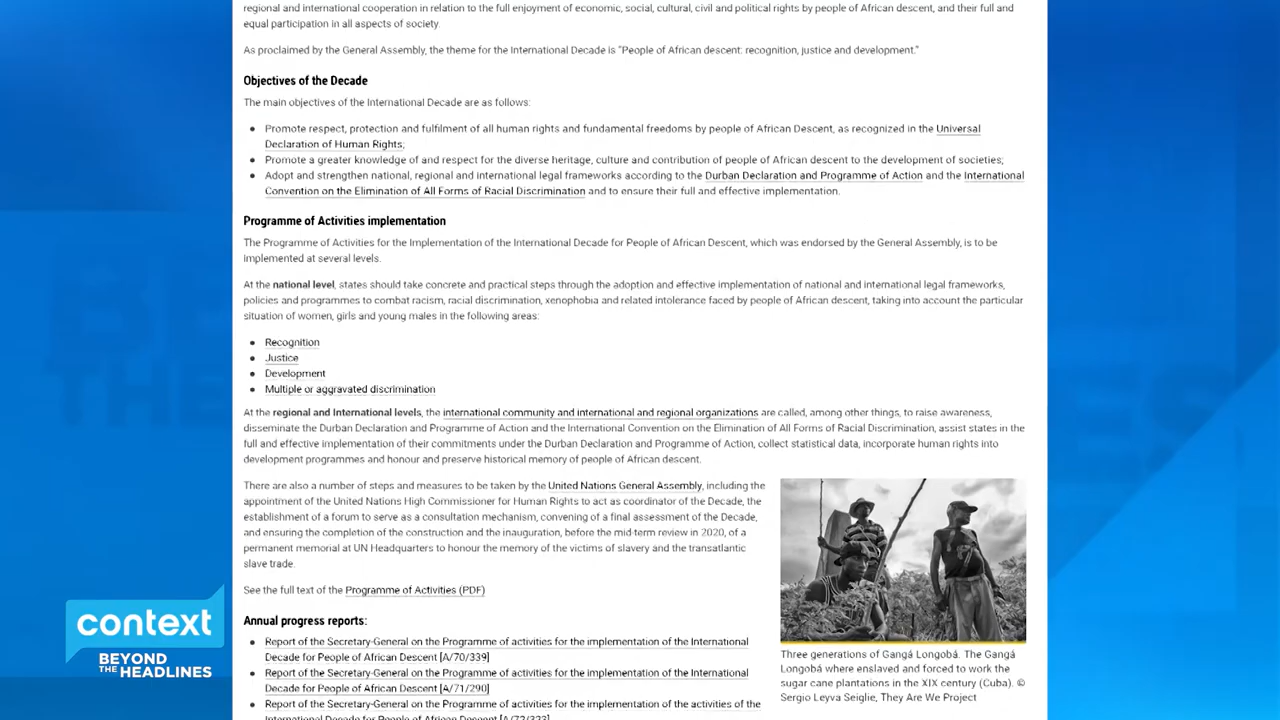 regional and international cooperation in relation to the full enjoyment of economic, social, cultural, civil and political rights by people of African descent, and their full and
equal participation in all aspects of society.
As proclaimed by the General Assembly, the theme for the International Decade is "People of African descent: recognition, justice and development."
Objectives of the Decade
The main objectives of the International Decade are as follows:
• Promote respect, protection and fulfilment of all human rights and fundamental freedoms by people of African Descent, as recognized in the Universal
Declaration of Human Rights;
• Promote a greater knowledge of and respect for the diverse heritage, culture and contribution of people of African descent to the development of societies;
• Adopt and strengthen national, regional and international legal frameworks according to the Durban Declaration and Programme of Action and the International
Convention on the Elimination of All Forms of Racial Discrimination and to ensure their full and effective implementation.
Programme of Activities implementation
The Programme of Activities for the Implementation of the International Decade for People of African Descent, which was endorsed by the General Assembly, is to be
implemented at several levels.
At the national level, states should take concrete and practical steps through the adoption and effective implementation of national and international legal frameworks,
policies and programmes to combat racism, racial discrimination, xenophobia and related intolerance faced by people of African descent, taking into account the particular
situation of women, girls and young males in the following areas:
• Recognition
• Justice
• Development
• Multiple or aggravated discrimination
At the regional and International levels, the international community and international and regional organizations are called, among other things, to raise awareness,
disseminate the Durban Declaration and Programme of Action and the International Convention on the Elimination of All Forms of Racial Discrimination, assist states in the
full and effective implementation of their commitments under the Durban Declaration and Programme of Action, collect statistical data, incorporate human rights into
development programmes and honour and preserve historical memory of people of African descent.
There are also a number of steps and measures to be taken by the United Nations General Assembly, including the
appointment of the United Nations High Commissioner for Human Rights to act as coordinator of the Decade, the
establishment of a forum to serve as a consultation mechanism, convening of a final assessment of the Decade,
and ensuring the completion of the construction and the inauguration, before the mid term review in 2020, of a
permanent memorial at UN Headquarters to honour the memory of the victims of slavery and the transatlantic
slave trade.
See the full text of the Programme of Activities (PDF)
Annual progress reports:
• Report of the Secretary-General on the Programme of activities for the implementation of the International
Decade for People of African Descent [A/70/339]
• Report of the Secretary-General on the Programme of activities for the implementation of the International
Decade for People of African Descent [A/71/290]
• Report of the Secretary-General on the Programme of activities for the implementation of the activities of the
International Decade for People of African Descent [A/72/323]
Three generations of Gangá Longobá. The Gangá
Longobá where enslaved and forced to work the
sugar cane plantations in the XIX century (Cuba). ©
Sergio Leyva Seiglie, They Are We Project
context
BEYOND
THE HEADLINES